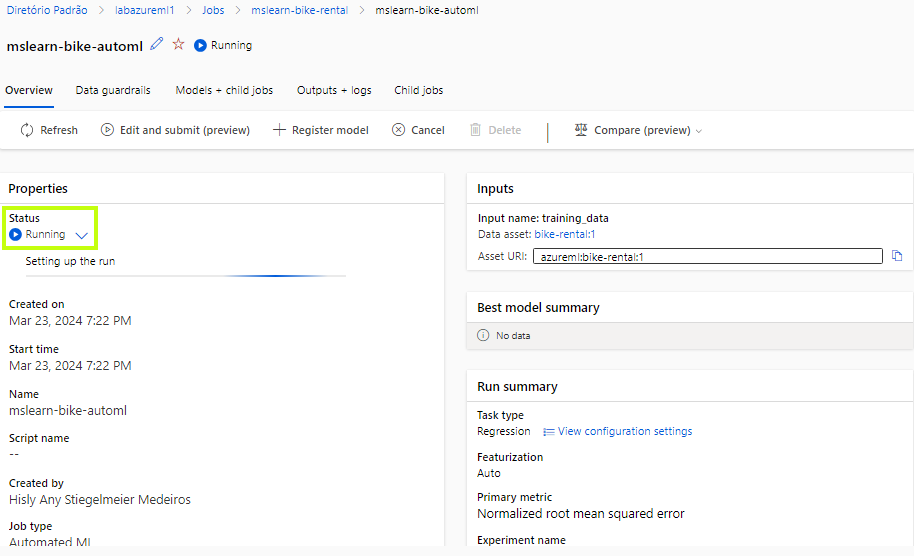 Diretório Padrão > labazureml1 > Jobs > mslearn-bike-rental > mslearn-bike-automl
mslearn-bike-automl Running
Overview Data guardrails Models + child jobs Outputs + logs Child jobs
Refresh Edit and submit (preview) Register model Cancel Delete Compare (preview)
Properties
Status
Running
Setting up the run
Created on
Mar 23, 2024 7:22 PM
Start time
Mar 23, 2024 7:22 PM
Name
mslearn-bike-automl
Script name
--
Created by
Hisly Any Stiegelmeier Medeiros
Job type
Automated ML
Inputs
Input name: training_data
Data asset: bike-rental:1
Asset URI: azureml:bike-rental:1
Best model summary
No data
Run summary
Task type
Regression View configuration settings
Featurization
Auto
Primary metric
Normalized root mean squared error
Experiment name